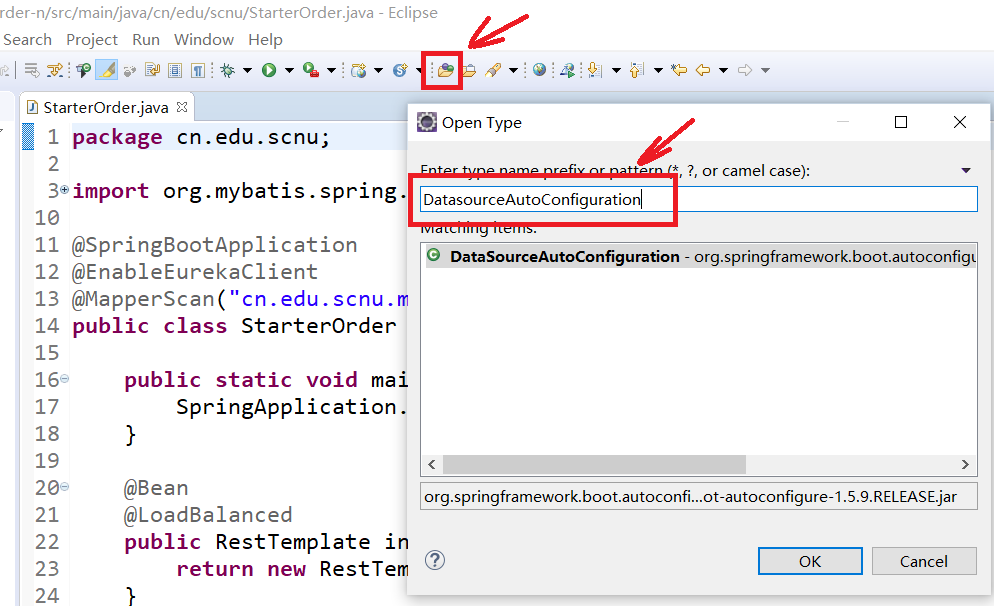 rder-n/src/main/java/cn/edu/scnu/StarterOrder.java - Eclipse
Search Project Run Window Help
StarterOrder.java
1 package cn.edu.scnu;
2
3 import org.mybatis.spring.
10
11 @SpringBootApplication
12 @EnableEurekaClient
13 @MapperScan("cn.edu.scnu.m
14 public class StarterOrder
15
16 public static void mai
17 SpringApplication.
18 }
19
20 @Bean
21 @LoadBalanced
22 public RestTemplate in
23 return new RestTem
24 }
Open Type
Enter type name prefix or pattern (*, ?, or camel case):
DatasourceAutoConfiguration
Matching items:
DataSourceAutoConfiguration - org.springframework.boot.autoconfigu
org.springframework.boot.autoconfi...ot-autoconfigure-1.5.9.RELEASE.jar
OK Cancel